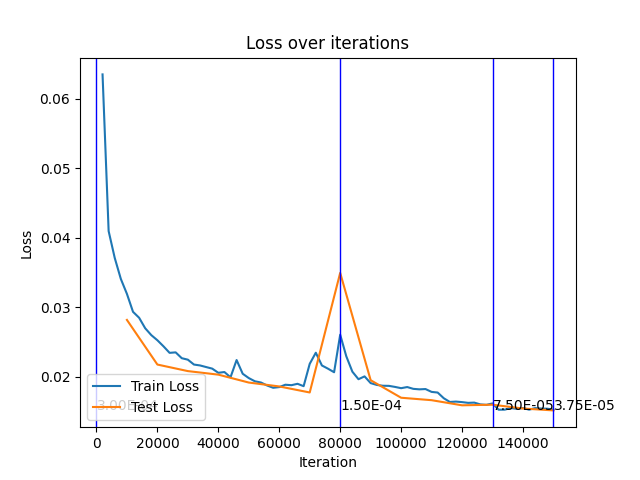 Loss over iterations
0.06
0.05
0.04
0.03
0.02
Loss
Train Loss
Test Loss
1.50E-04
7.50E-05
3.75E-05
0
20000
40000
60000
80000
100000
120000
140000
Iteration